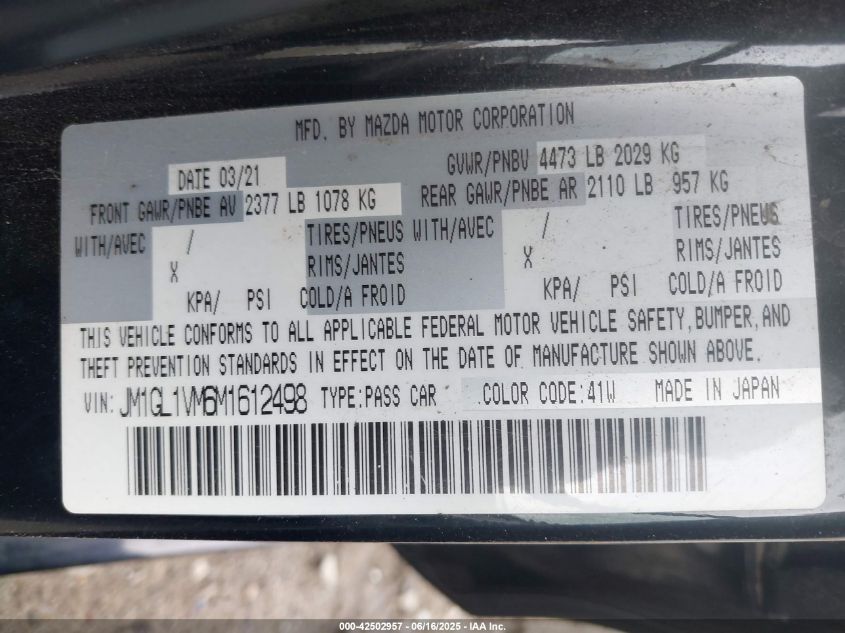 MFD. BY MAZDA MOTOR CORPORATION
DATE 03/21 GVWR/PNBV 4473 LB 2029 KG
FRONT GAWR/PNBE AV 2377 LB 1078 KG REAR GAWR/PNBE AR 2110 LB 957 KG
WITH/AVEC / TIRES/PNEUS WITH/AVEC / TIRES/PNEUS
X RIMS/JANTES X RIMS/JANTES
KPA/ PSI COLD/A FROID KPA/ PSI COLD/A FROID
THIS VEHICLE CONFORMS TO ALL APPLICABLE FEDERAL MOTOR VEHICLE SAFETY, BUMPER, AND
THEFT PREVENTION STANDARDS IN EFFECT ON THE DATE OF MANUFACTURE SHOWN ABOVE.
VIN: JM1GL1VM6M1612498 TYPE: PASS CAR COLOR CODE: 41W MADE IN JAPAN
000-42502957 - 06/16/2025 - IAA Inc.